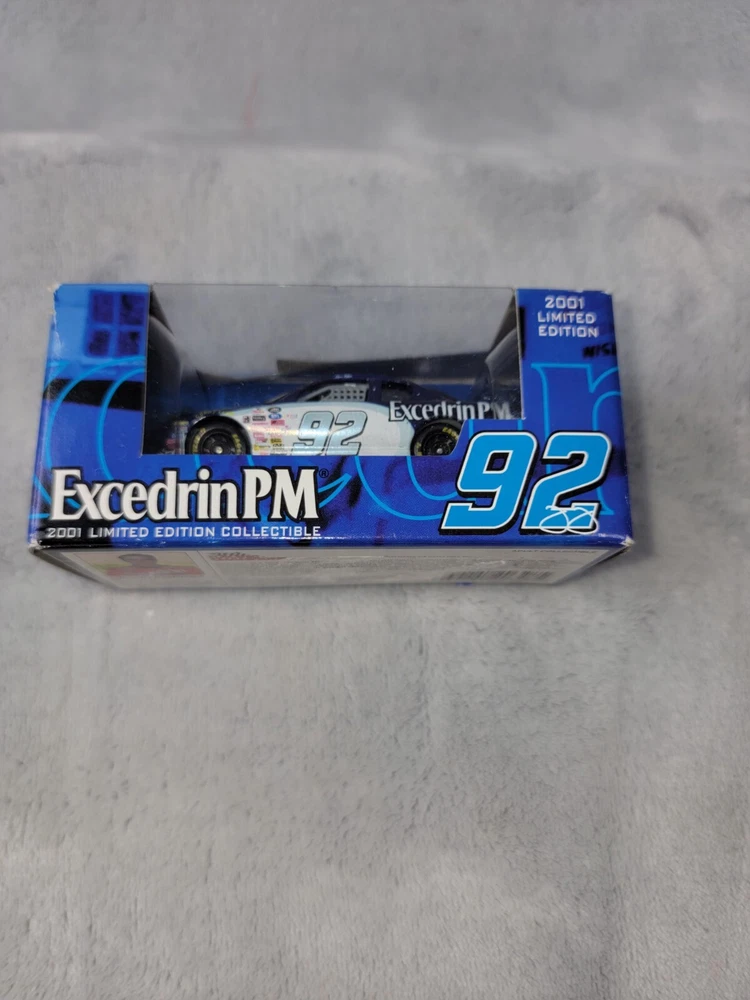 2001
LIMITED
EDITION
ExcedrinPM
92
ExcedrinPM®
92
2001 LIMITED EDITION COLLECTIBLE